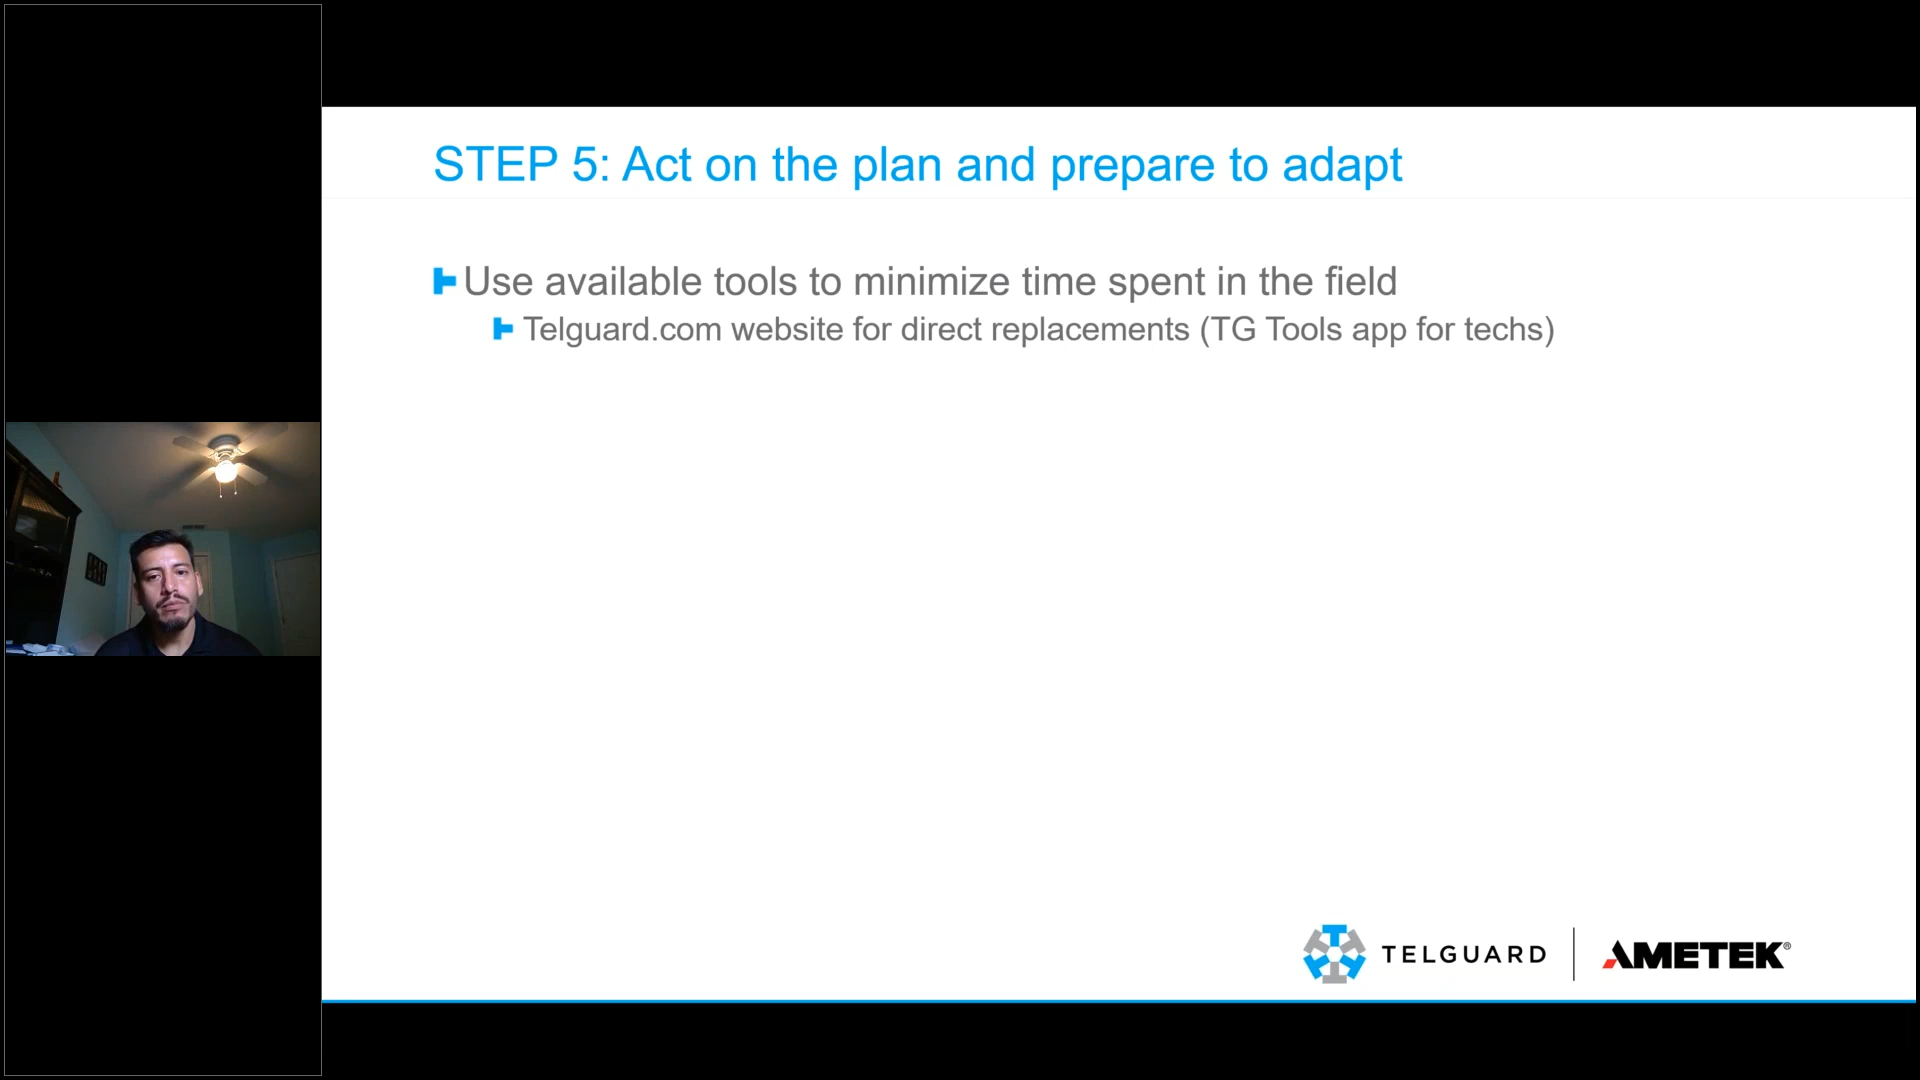 STEP 5: Act on the plan and prepare to adapt
Use available tools to minimize time spent in the field
Telguard.com website for direct replacements (TG Tools app for techs)
TELGUARD
AMETEK®